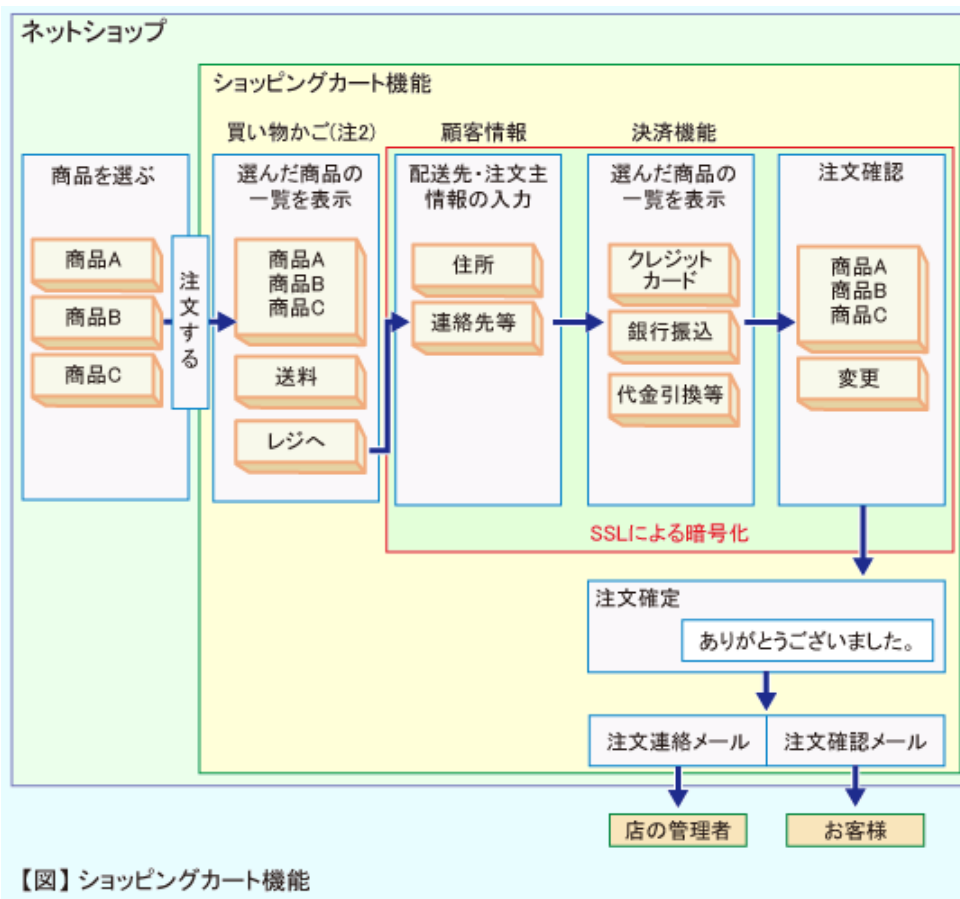 ネットショップ
ショッピングカート機能
買い物かご(注2)
顧客情報
決済機能
商品を選ぶ
商品A
商品B
商品C
注文する
選んだ商品の
一覧を表示
商品A
商品B
商品C
送料
レジへ
配送先・注文主
情報の入力
住所
連絡先等
選んだ商品の
一覧を表示
クレジット
カード
銀行振込
代金引換等
注文確認
商品A
商品B
商品C
変更
SSLによる暗号化
注文確定
ありがとうございました。
注文連絡メール
注文確認メール
店の管理者
お客様
【図】ショッピングカート機能